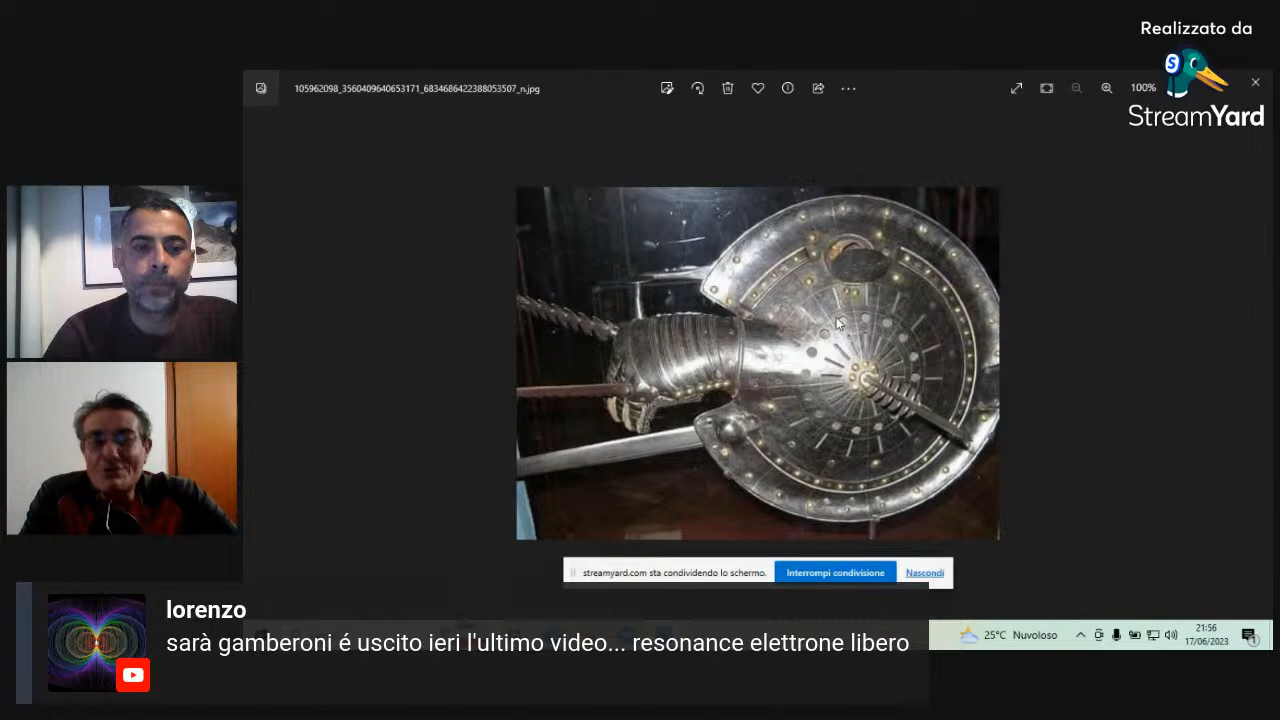 Realizzato da
StreamYard
105962098_3560409640653171_6834686422388053507_n.jpg
100%
streamyard.com sta condividendo lo schermo.
Interrompi condivisione
Nascondi
lorenzo
sarà gamberoni é uscito ieri l'ultimo video... resonance elettrone libero
25°C Nuvoloso
21:56
17/06/2023